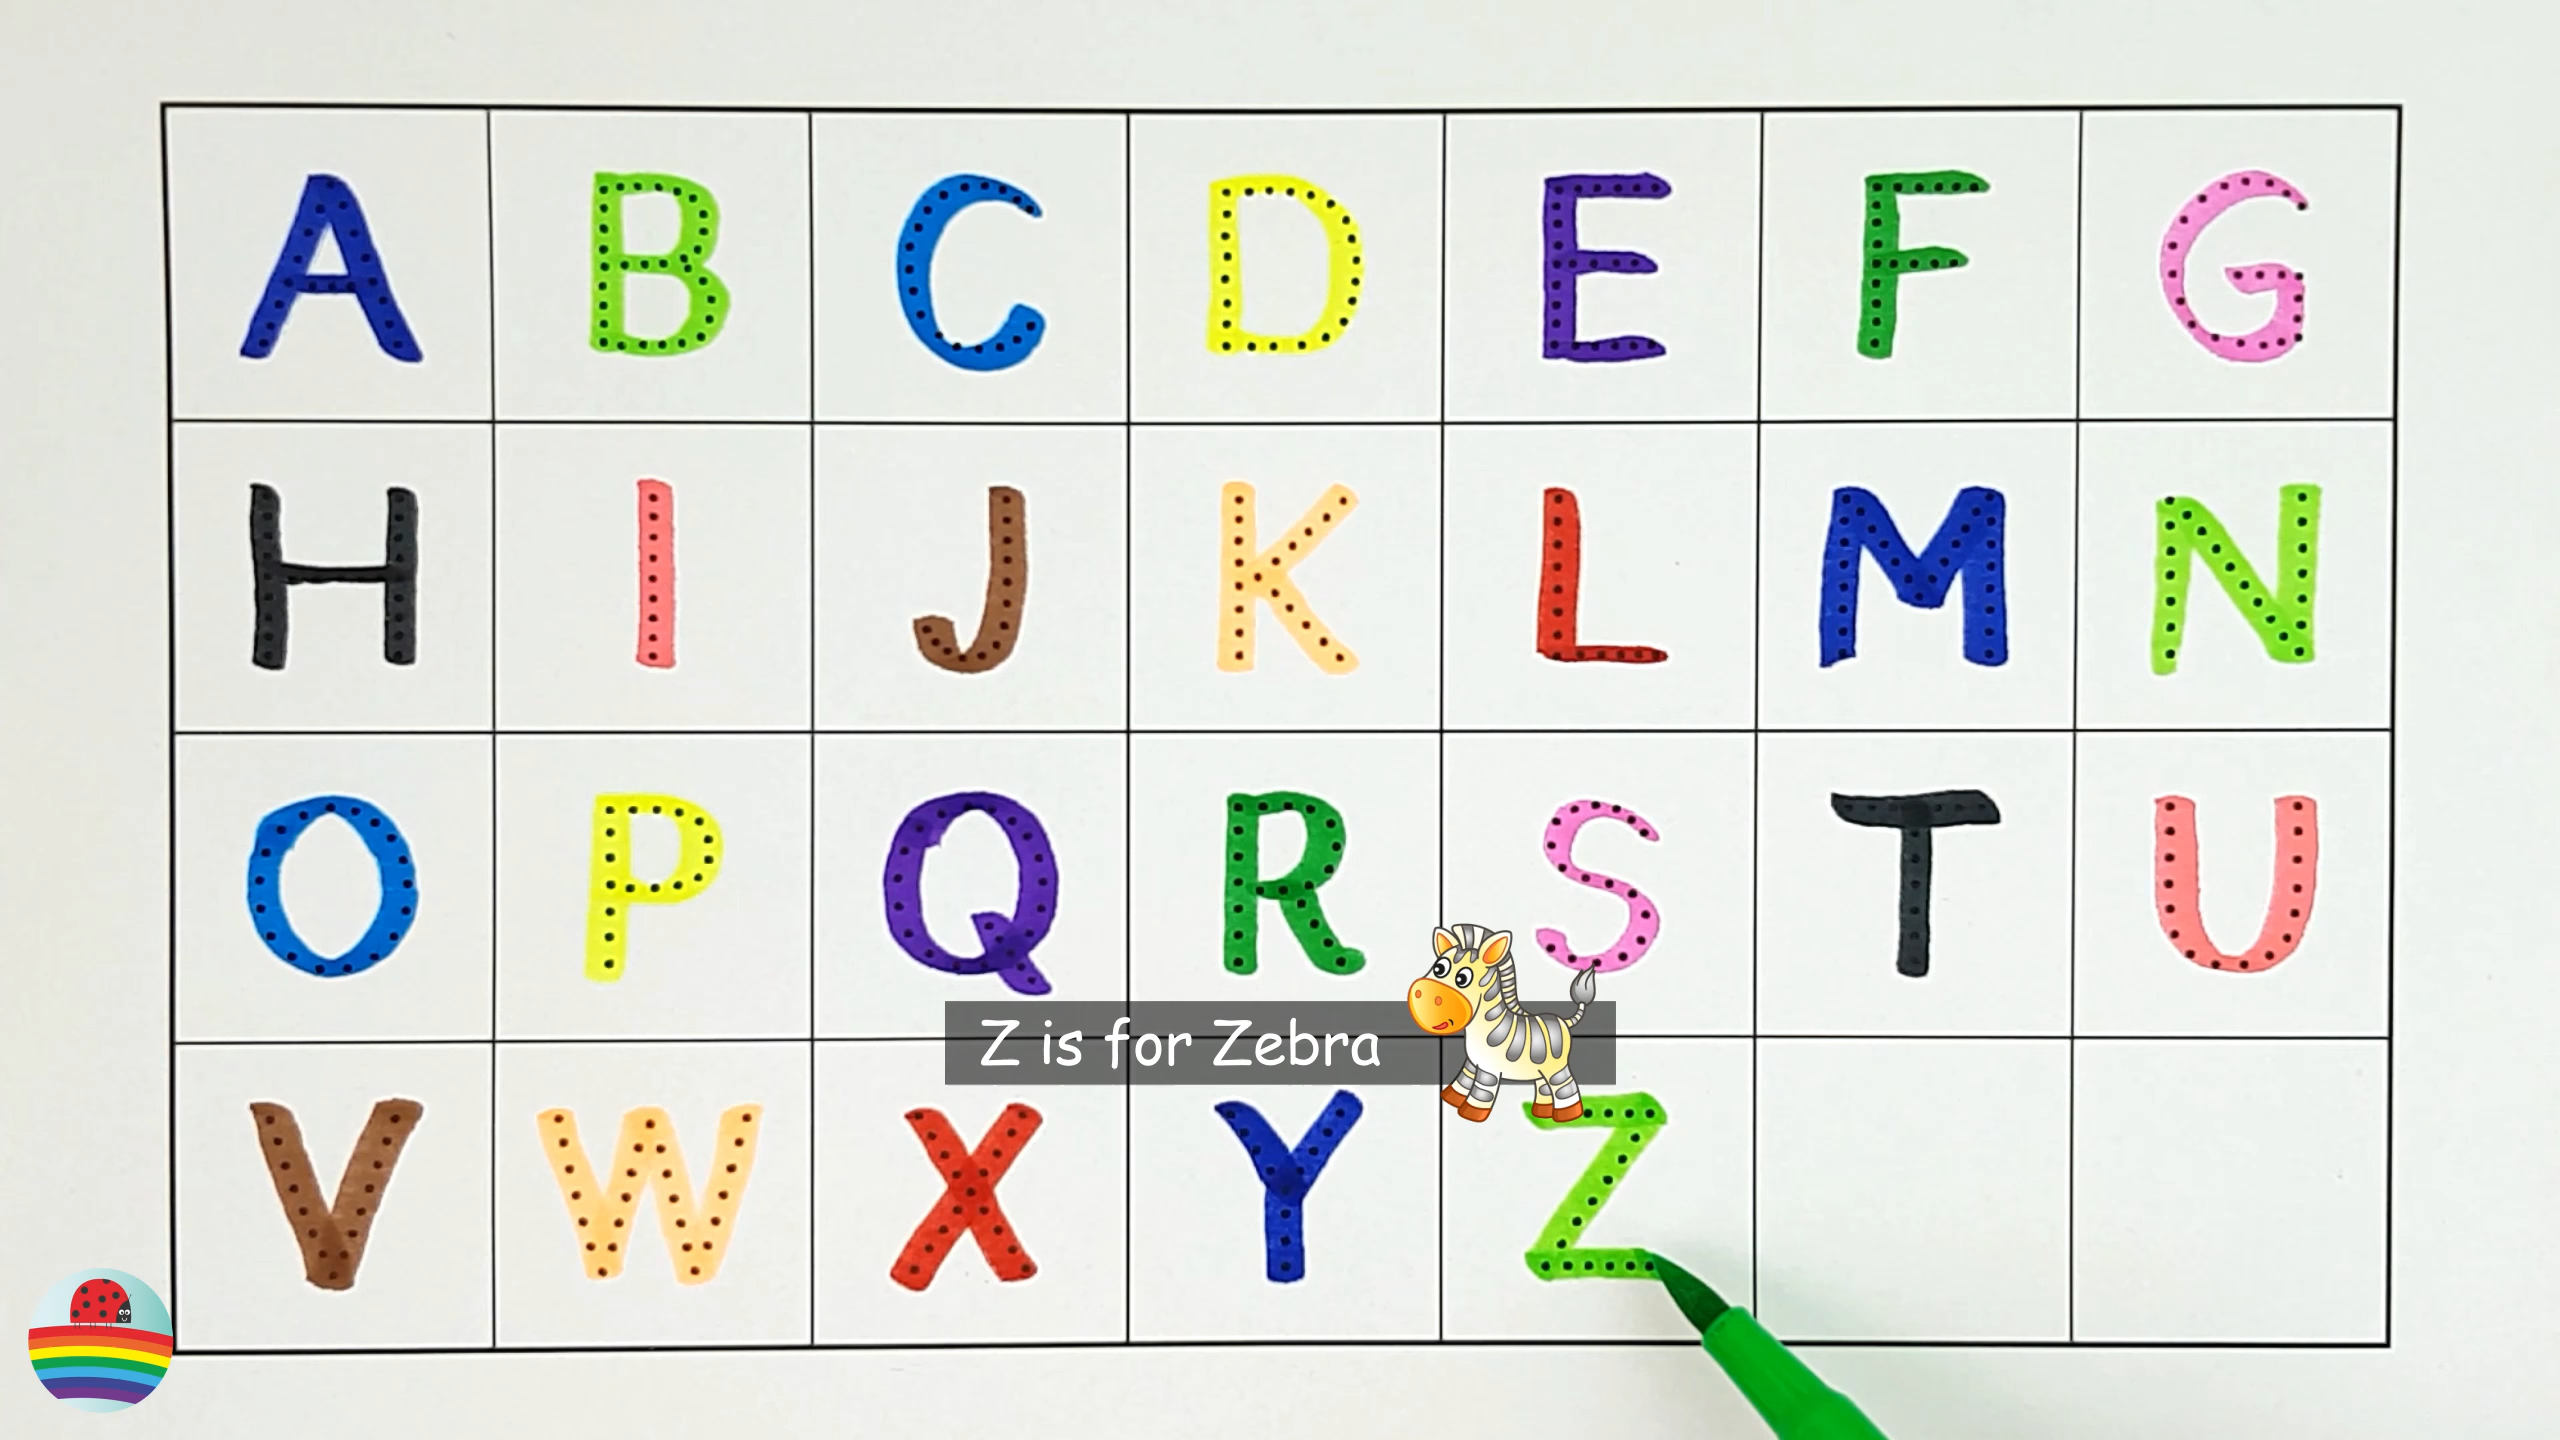 A B C D E F G
H I J K L M N
O P Q R S T U
Z is for Zebra
V W X Y Z